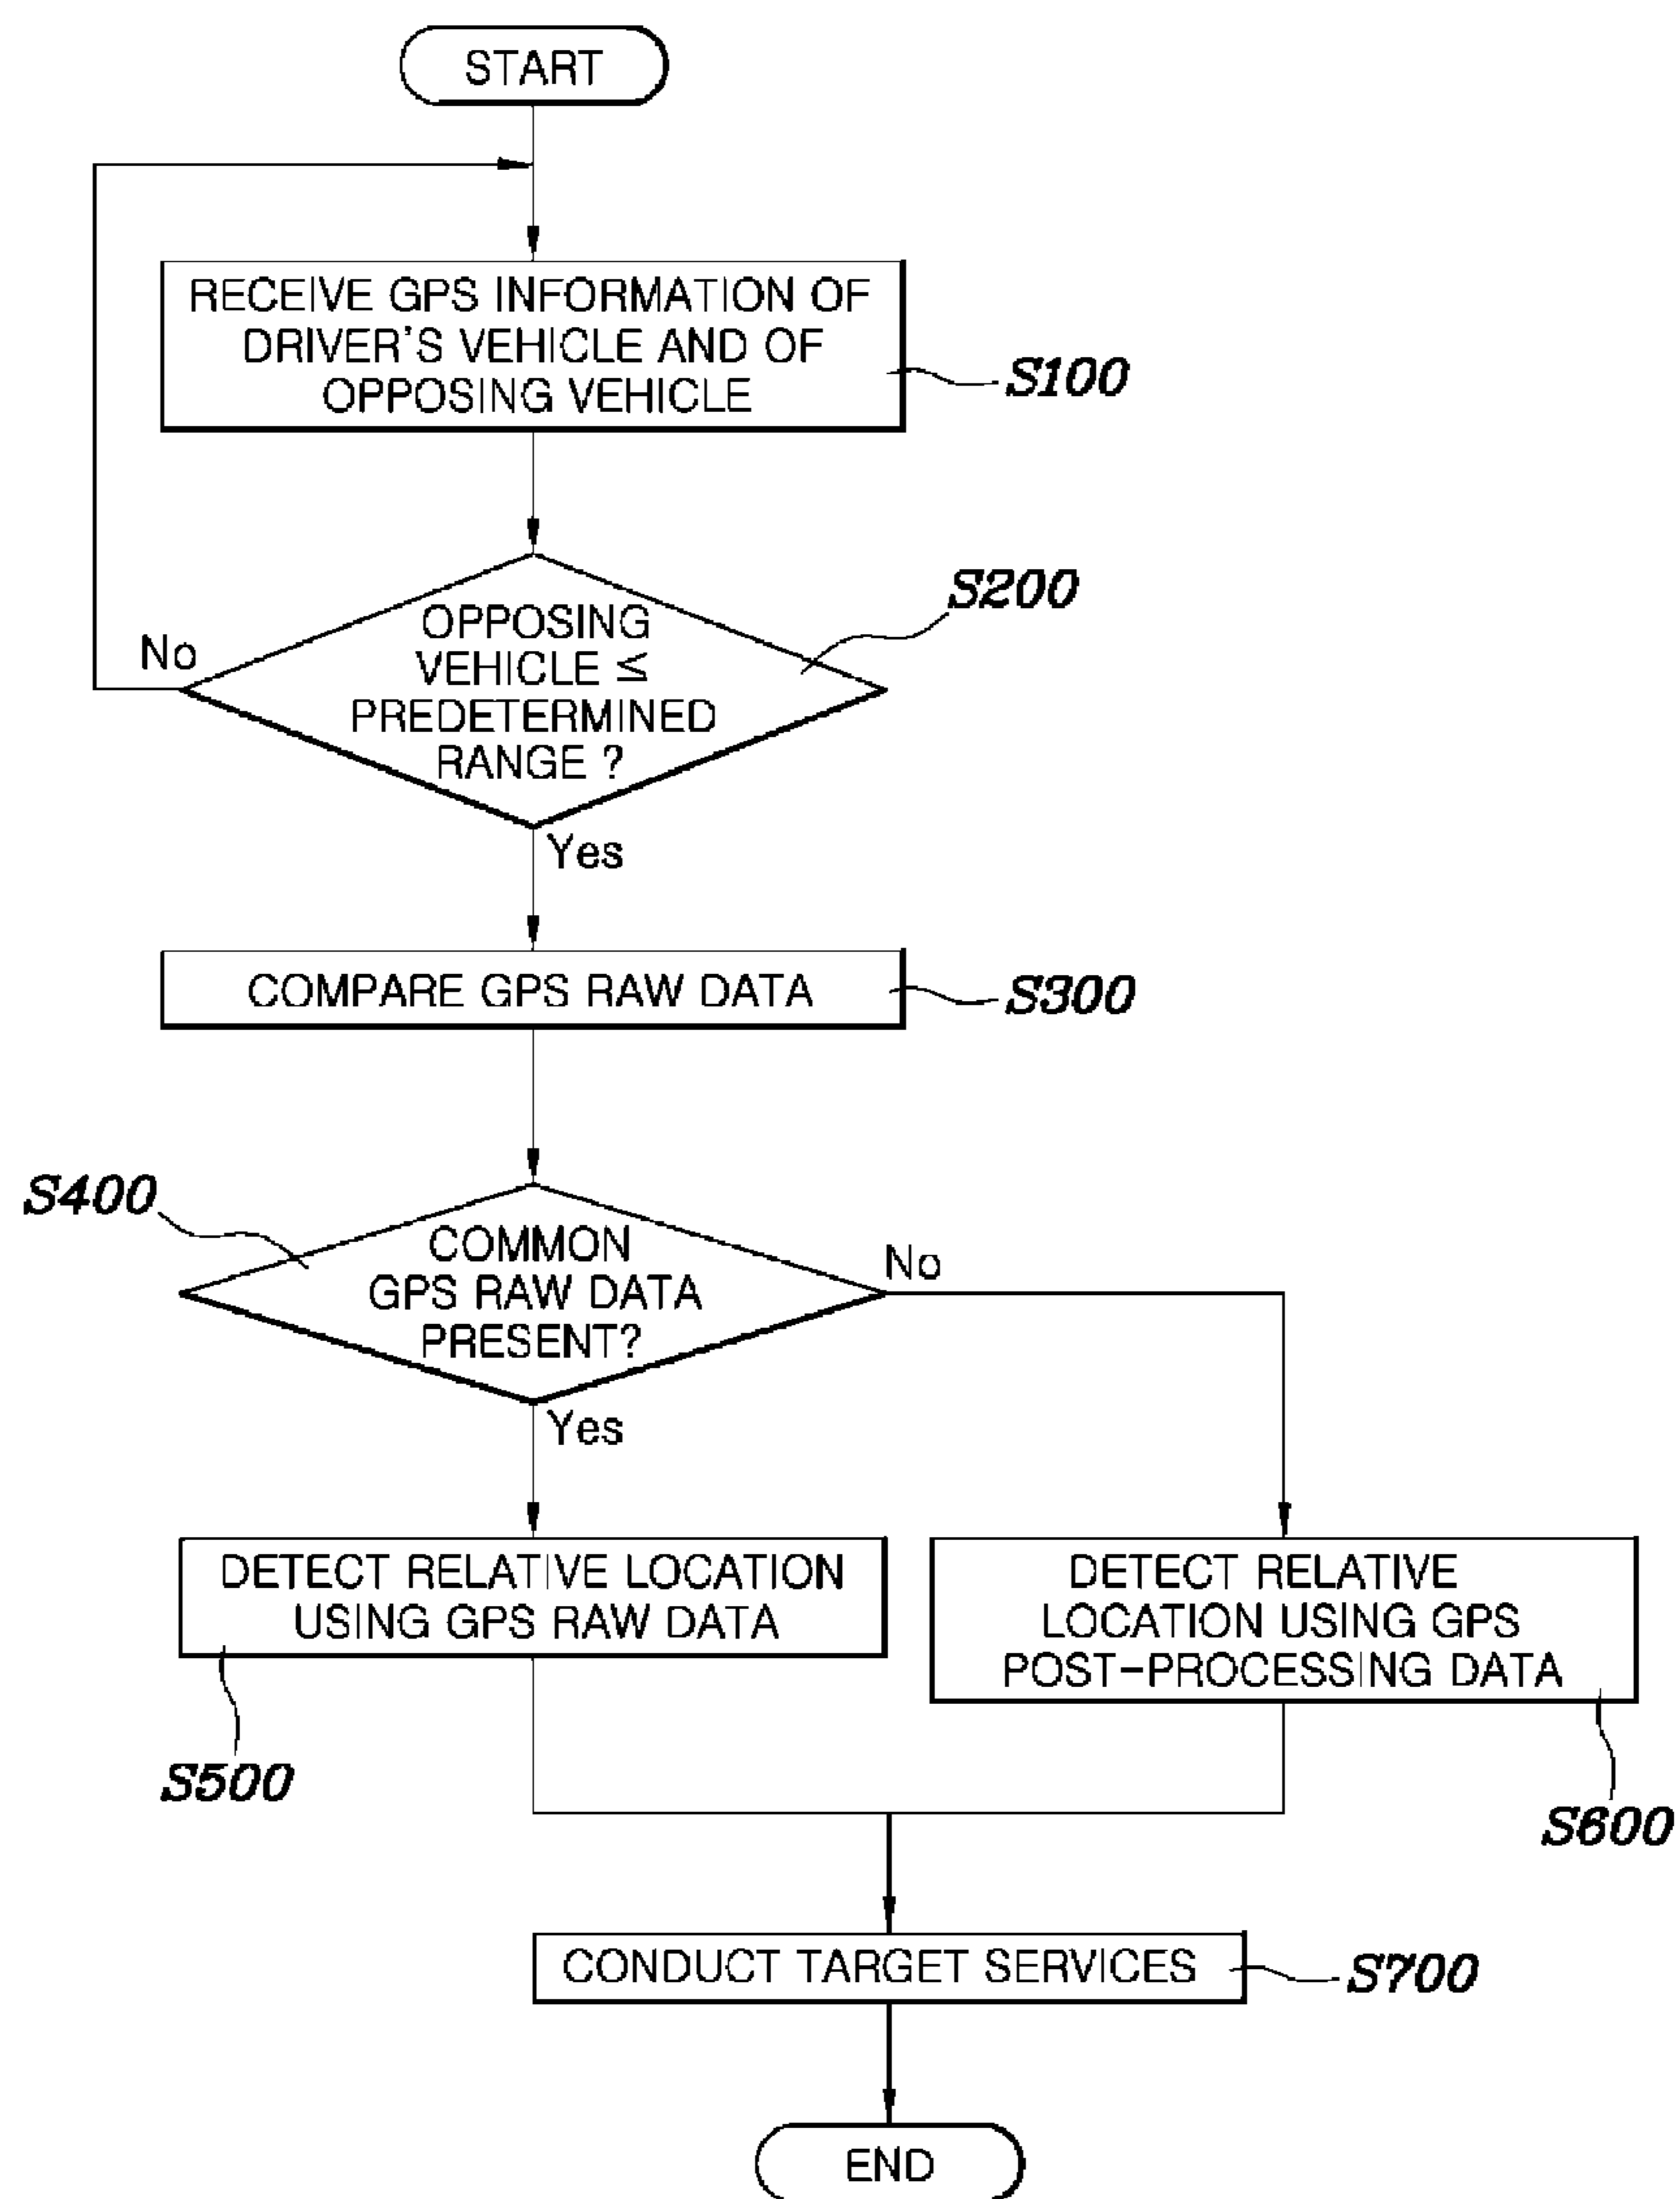 START
RECEIVE GPS INFORMATION OF
DRIVER'S VEHICLE AND OF
OPPOSING VEHICLE
S100
S200
OPPOSING
VEHICLE ≤
PREDETERMINED
RANGE ?
No
Yes
COMPARE GPS RAW DATA
S300
S400
COMMON
GPS RAW DATA
PRESENT?
No
Yes
DETECT RELATIVE LOCATION
USING GPS RAW DATA
S500
DETECT RELATIVE
LOCATION USING GPS
POST-PROCESSING DATA
S600
CONDUCT TARGET SERVICES
S700
END